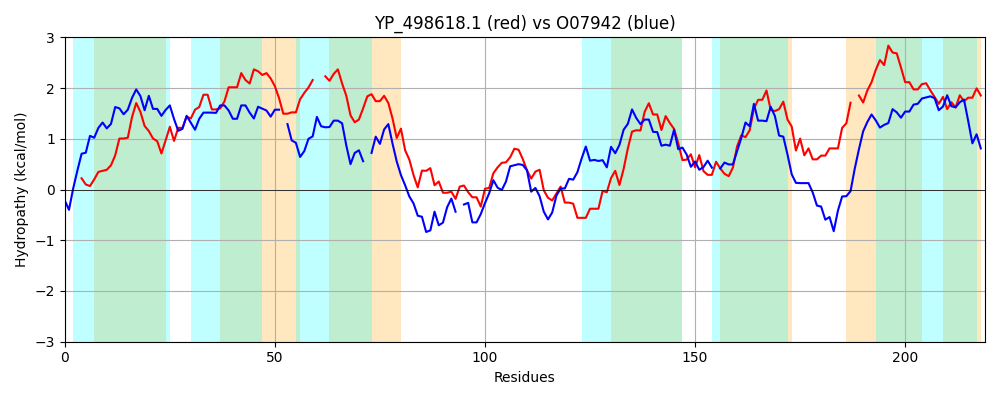 YP_498618.1 (red) vs O07942 (blue)
Hydropathy (kcal/mol)
3
2
1
0
−1
−2
−3
0 50 100 150 200
Residues